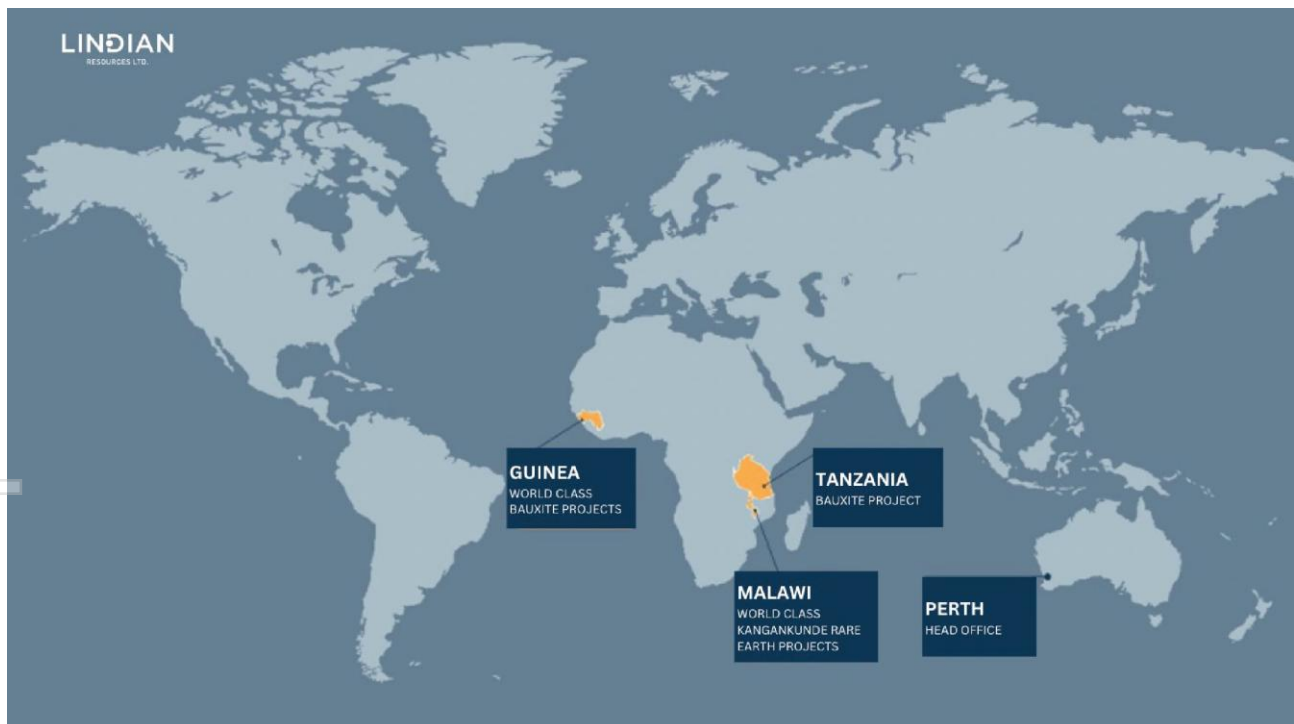 LINDIAN
RESOURCES LTD.
GUINEA
WORLD CLASS
BAUXITE PROJECTS
TANZANIA
BAUXITE PROJECT
MALAWI
WORLD CLASS
KANGANKUNDE RARE
EARTH PROJECTS
PERTH
HEAD OFFICE